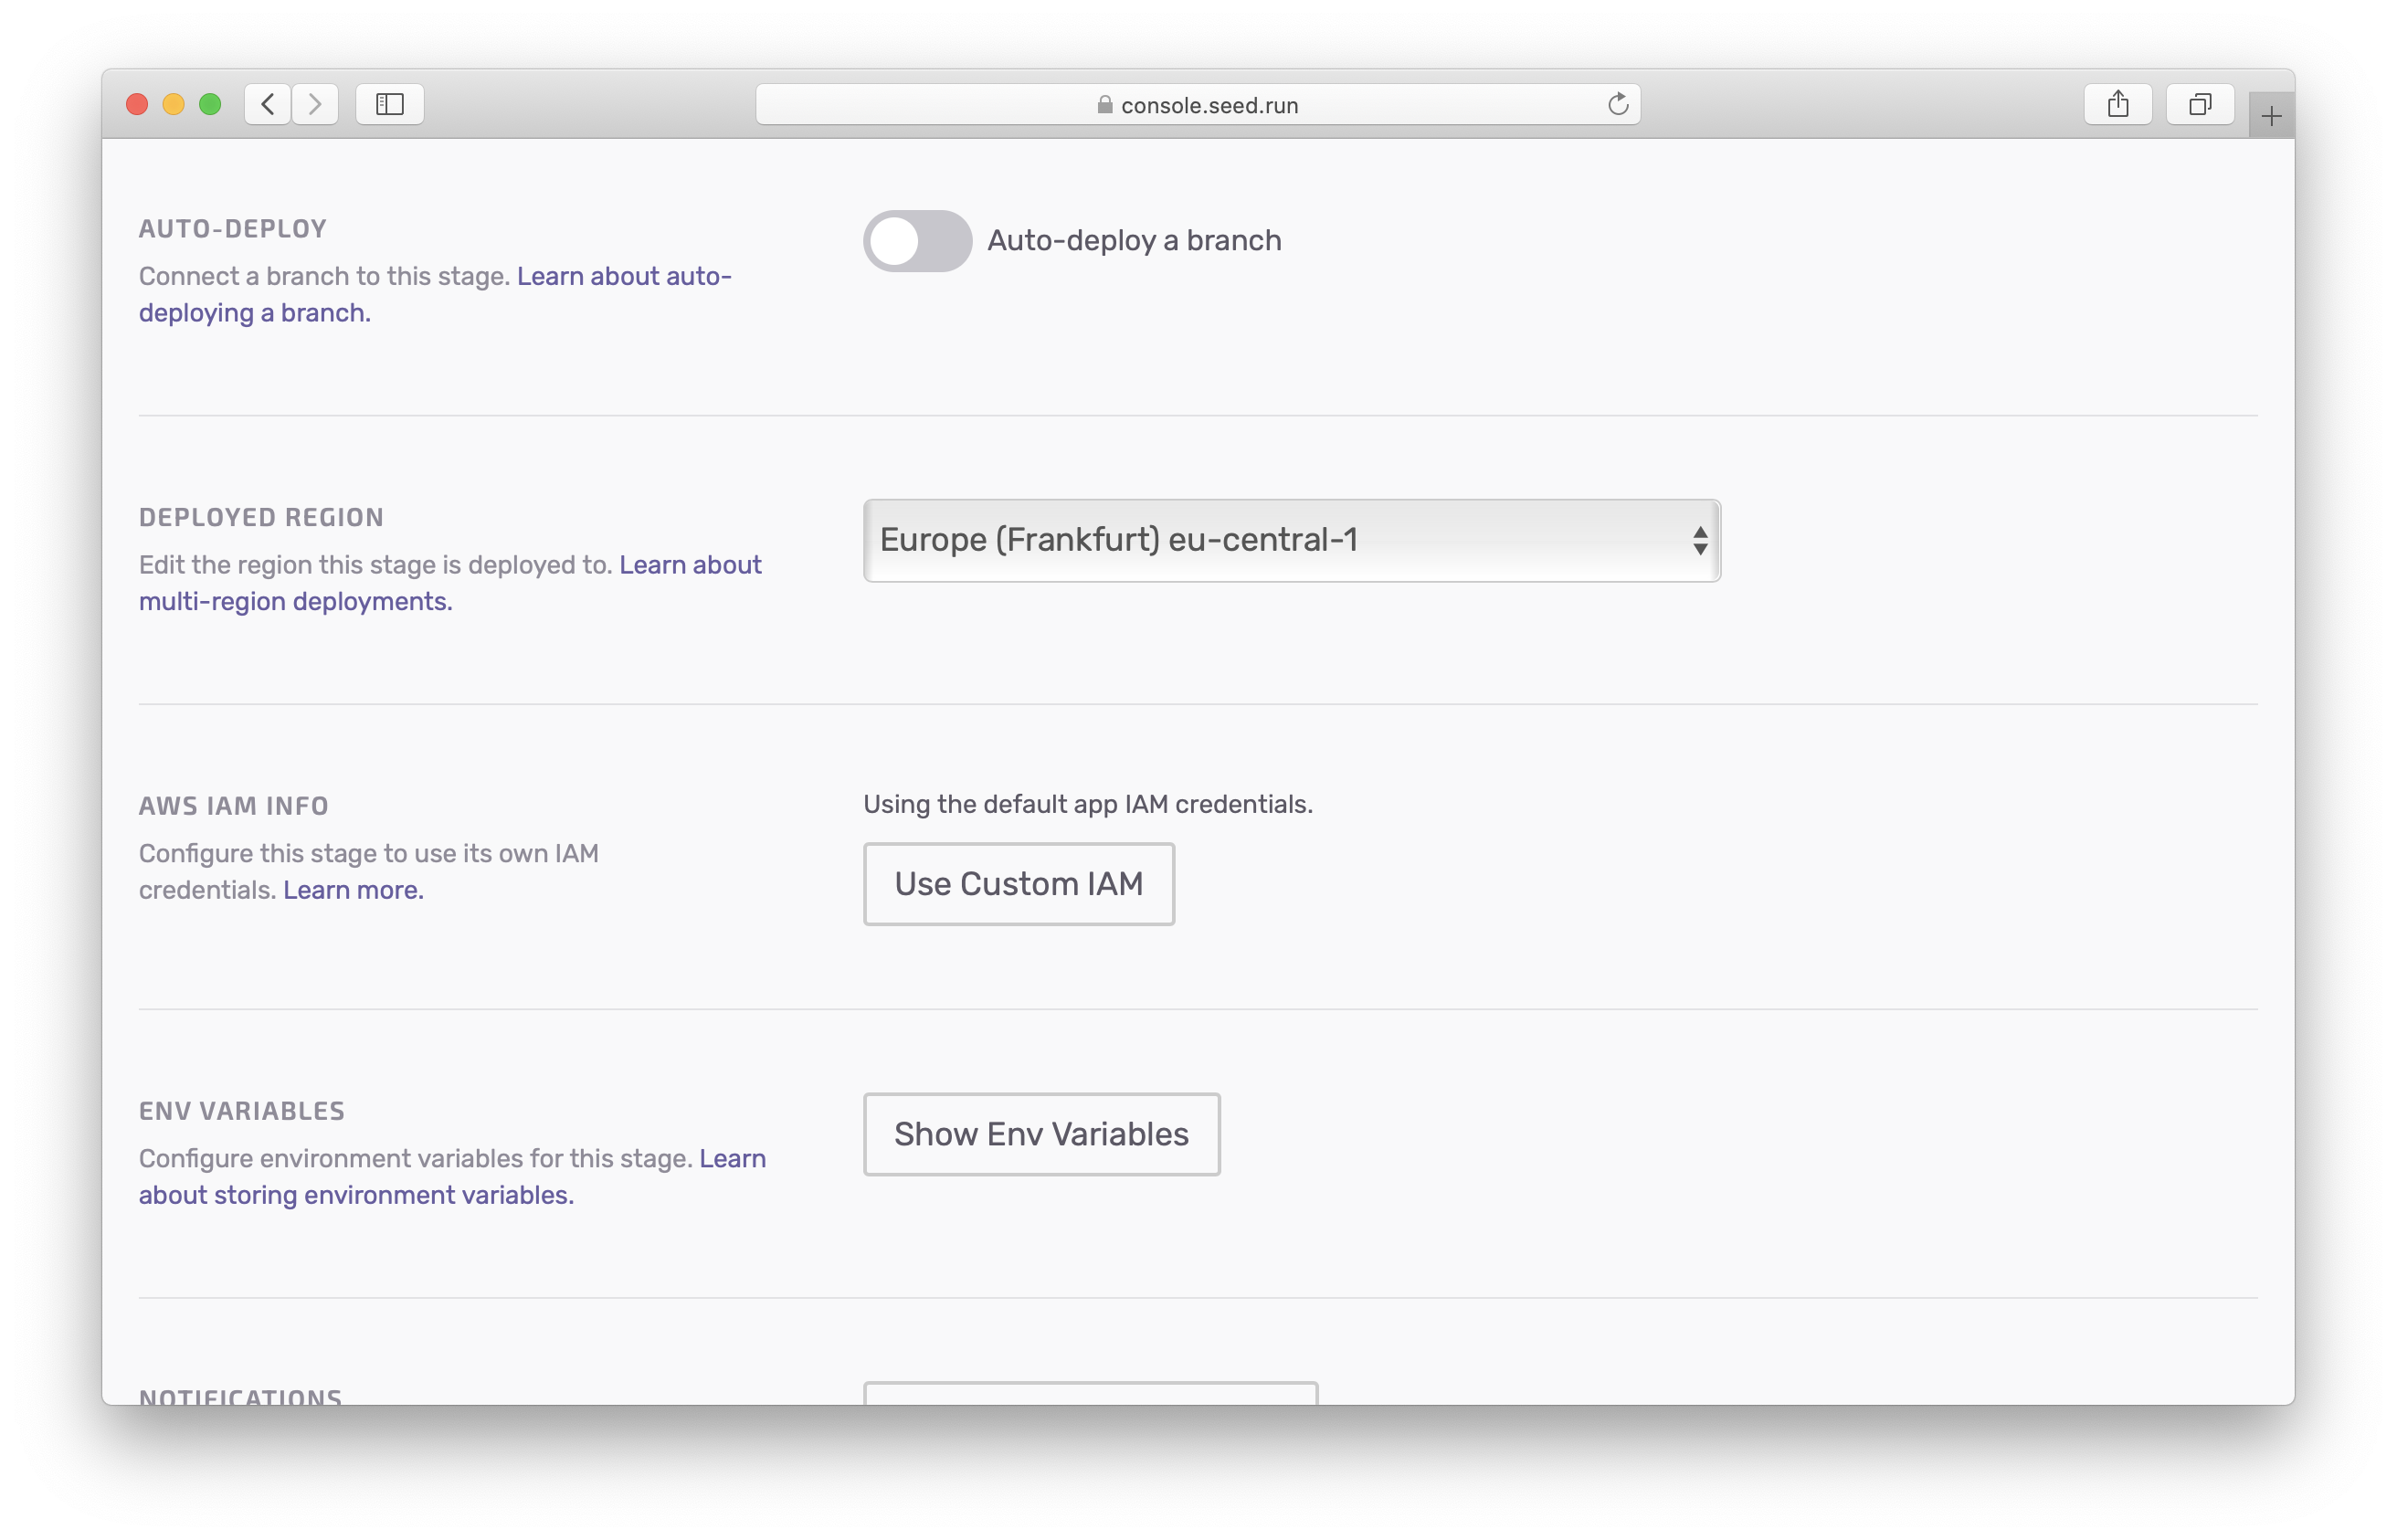 console.seed.run
AUTO-DEPLOY
Connect a branch to this stage. Learn about auto-
deploying a branch.
Auto-deploy a branch
DEPLOYED REGION
Edit the region this stage is deployed to. Learn about
multi-region deployments.
Europe (Frankfurt) eu-central-1
AWS IAM INFO
Configure this stage to use its own IAM
credentials. Learn more.
Using the default app IAM credentials.
Use Custom IAM
ENV VARIABLES
Configure environment variables for this stage. Learn
about storing environment variables.
Show Env Variables
NOTIFICATIONS